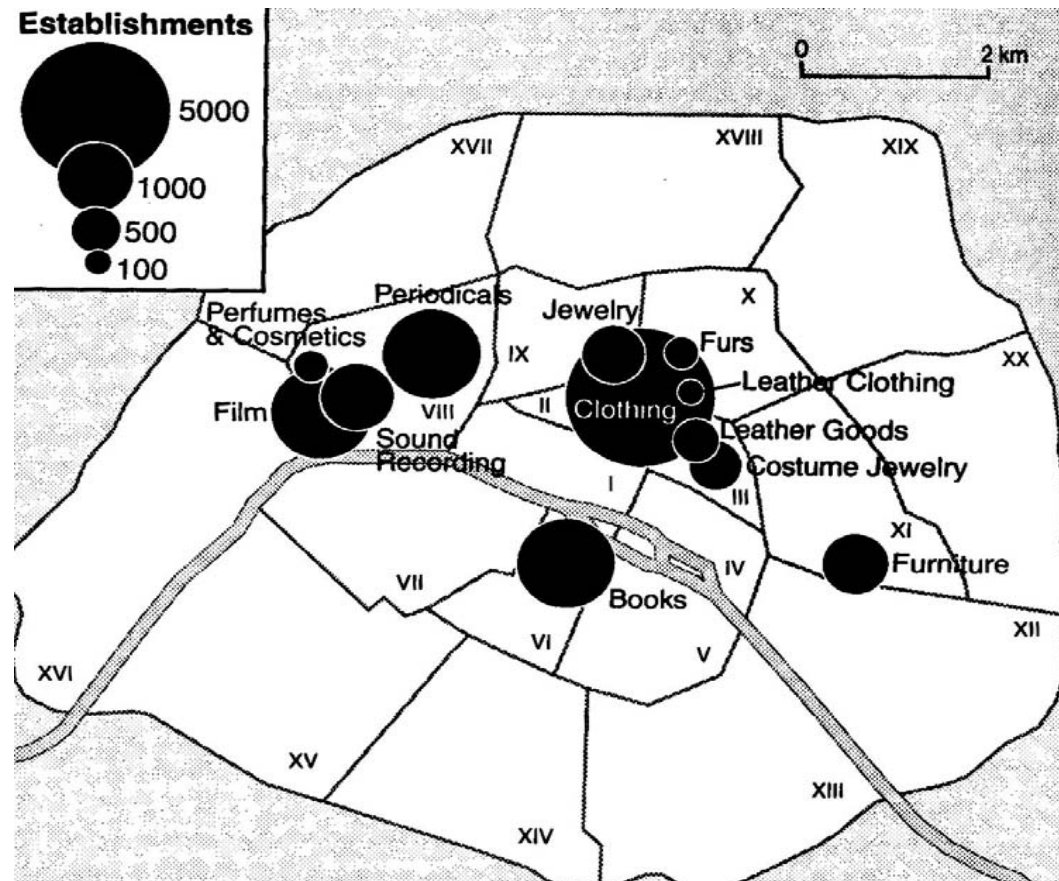 Establishments
5000
1000
500
100
0 2 km
XVII
XVIII
XIX
Periodicals
Perfumes
& Cosmetics
Jewelry
X
IX
Furs
XX
Leather Clothing
Film
VIII
II
Clothing
Leather Goods
Sound
Recording
Costume Jewelry
I
III
XI
Furniture
IV
VII
Books
VI
V
XII
XVI
XV
XIII
XIV